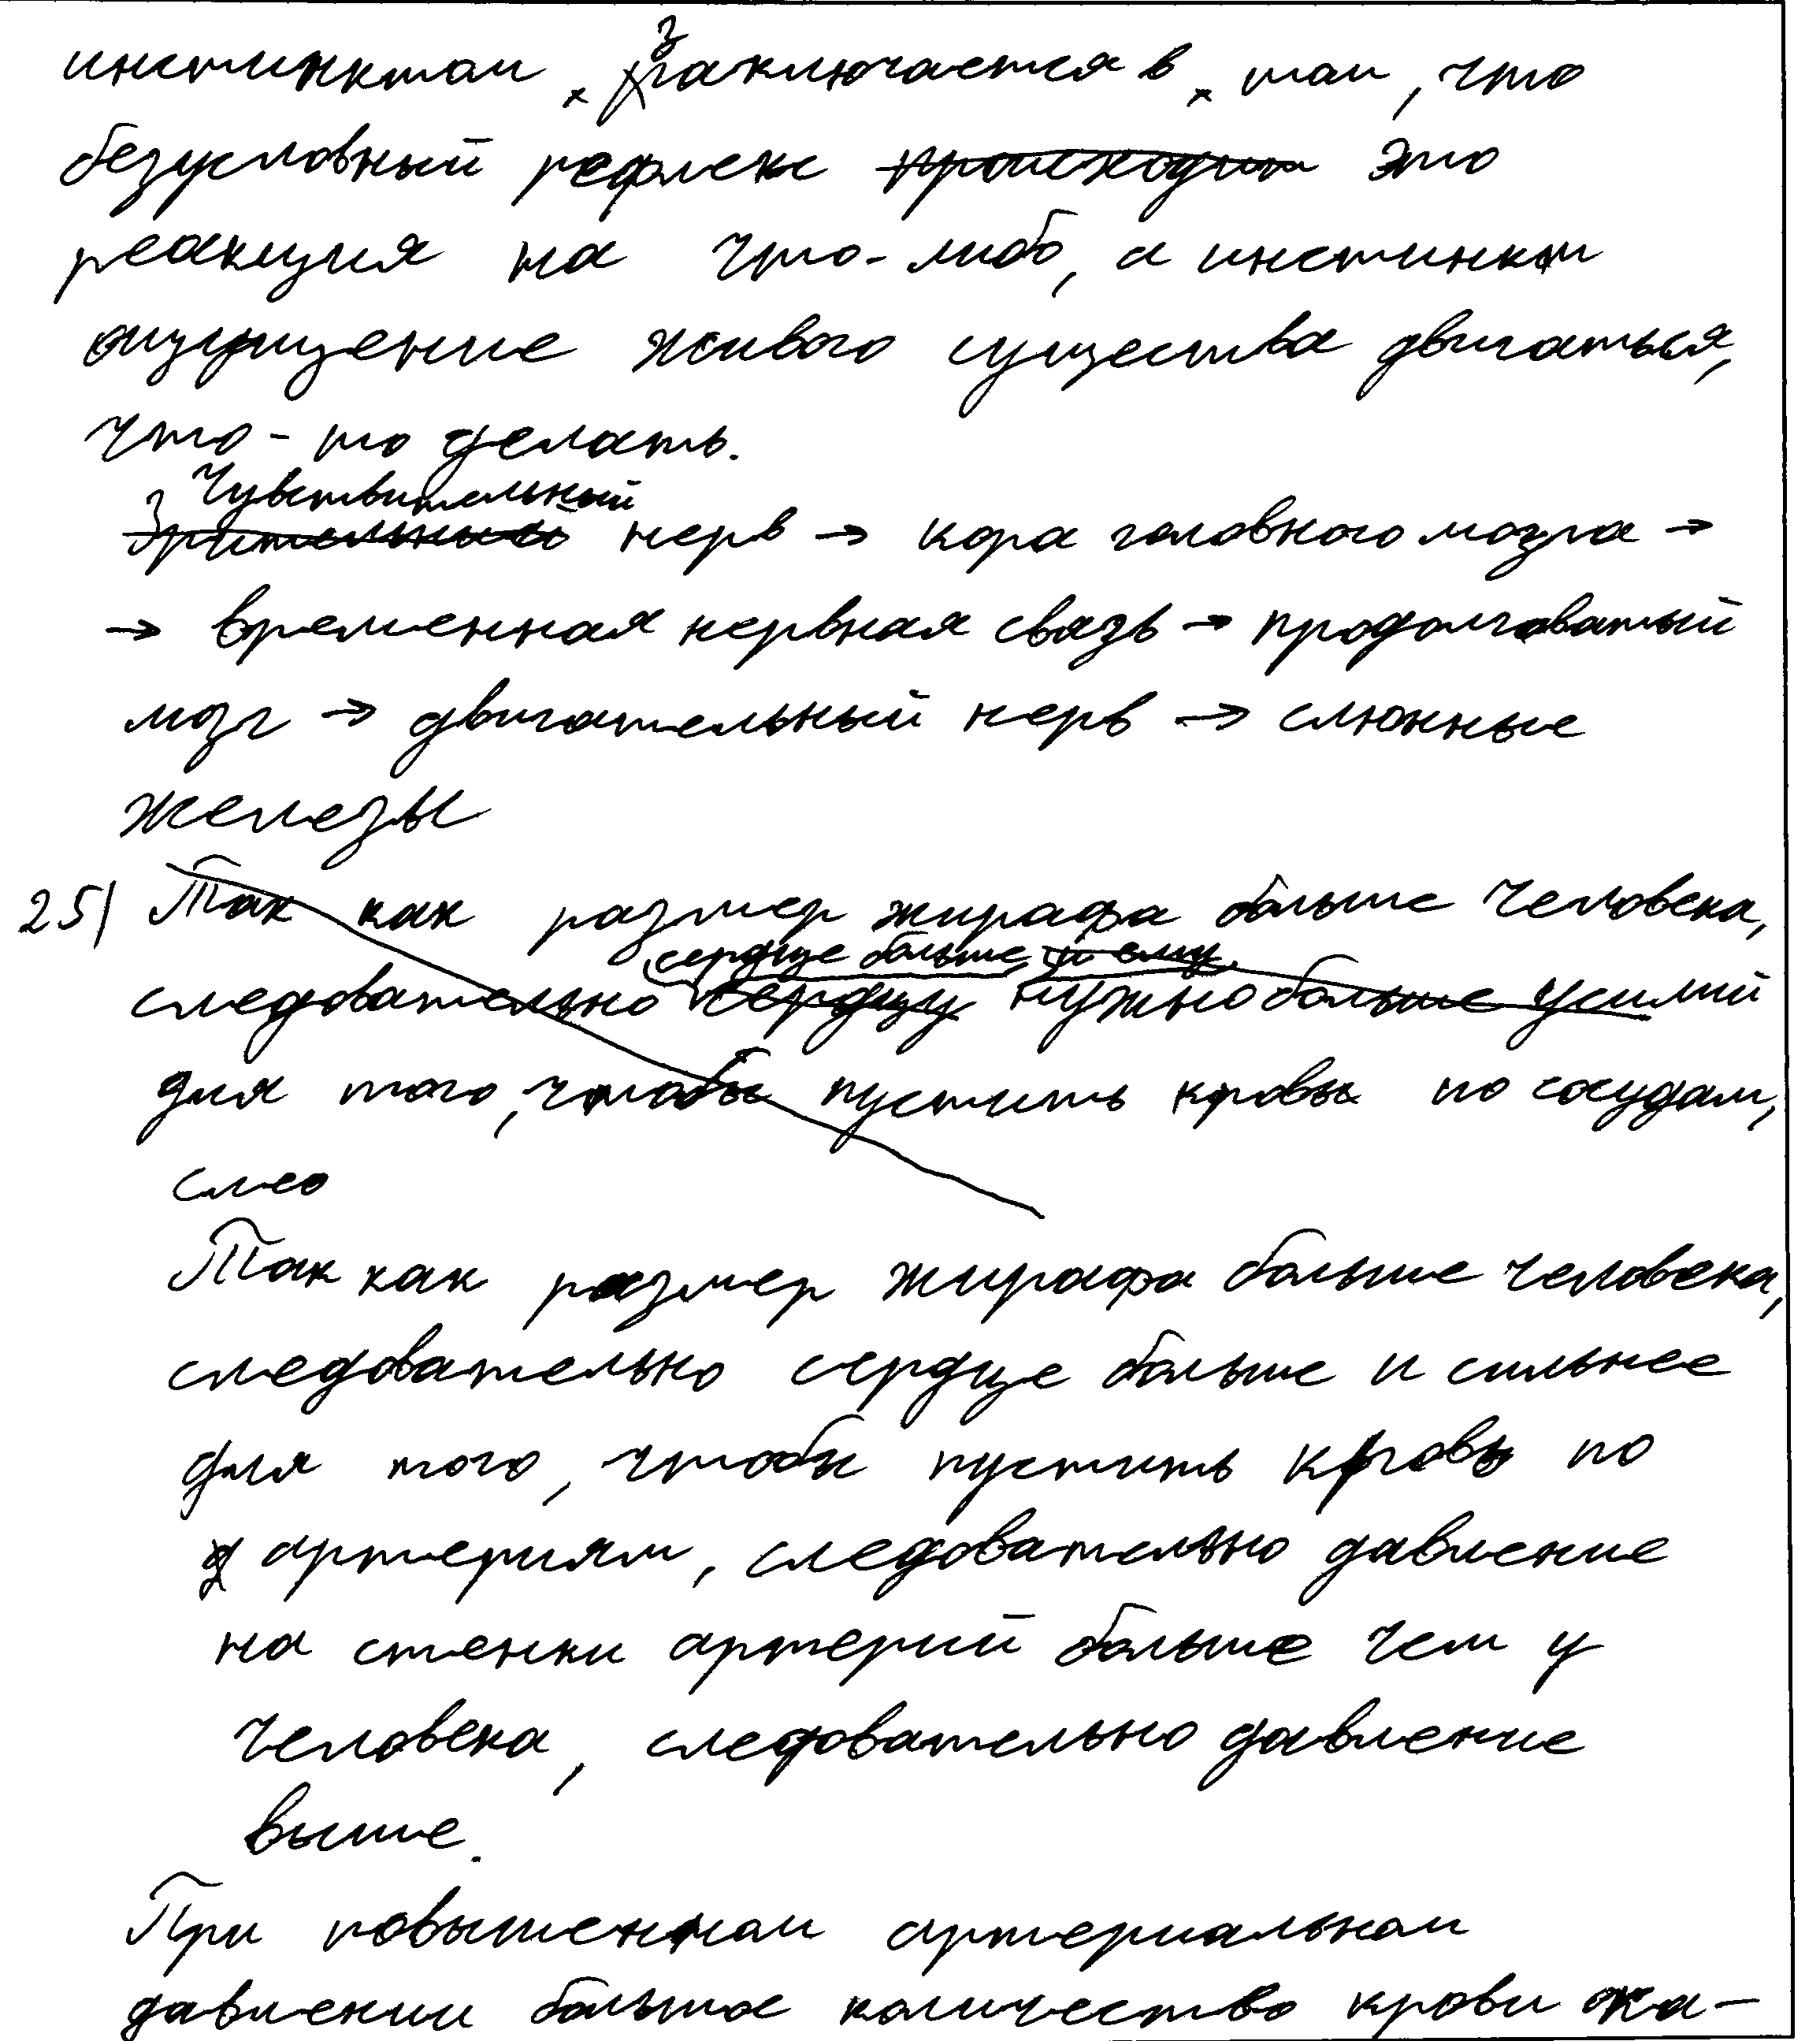 инстинктом заключается в том, что
безусловный рефлекс происходит это
реакция на что-либо, а инстинкт
ощущение живого существа двигаться,
что-то делать.
Чувствительный
Зрительный нерв → кора головного мозга →
→ временная нервная связь → продолговатый
мозг → двигательный нерв → слюнные
железы
25) Так как размер жирафа больше человека,
сердце больше, и ему
следовательно сердцу нужно больше усилий
для того, чтобы пустить кровь по сосудам,
слео
Так как размер жирафа больше человека,
следовательно сердце больше и сильнее
для того, чтобы пустить кровь по
артериям, следовательно давление
на стенки артерий больше чем у
человека, следовательно давление
выше.
При повышенном артериальном
давлении больше количество крови ока-